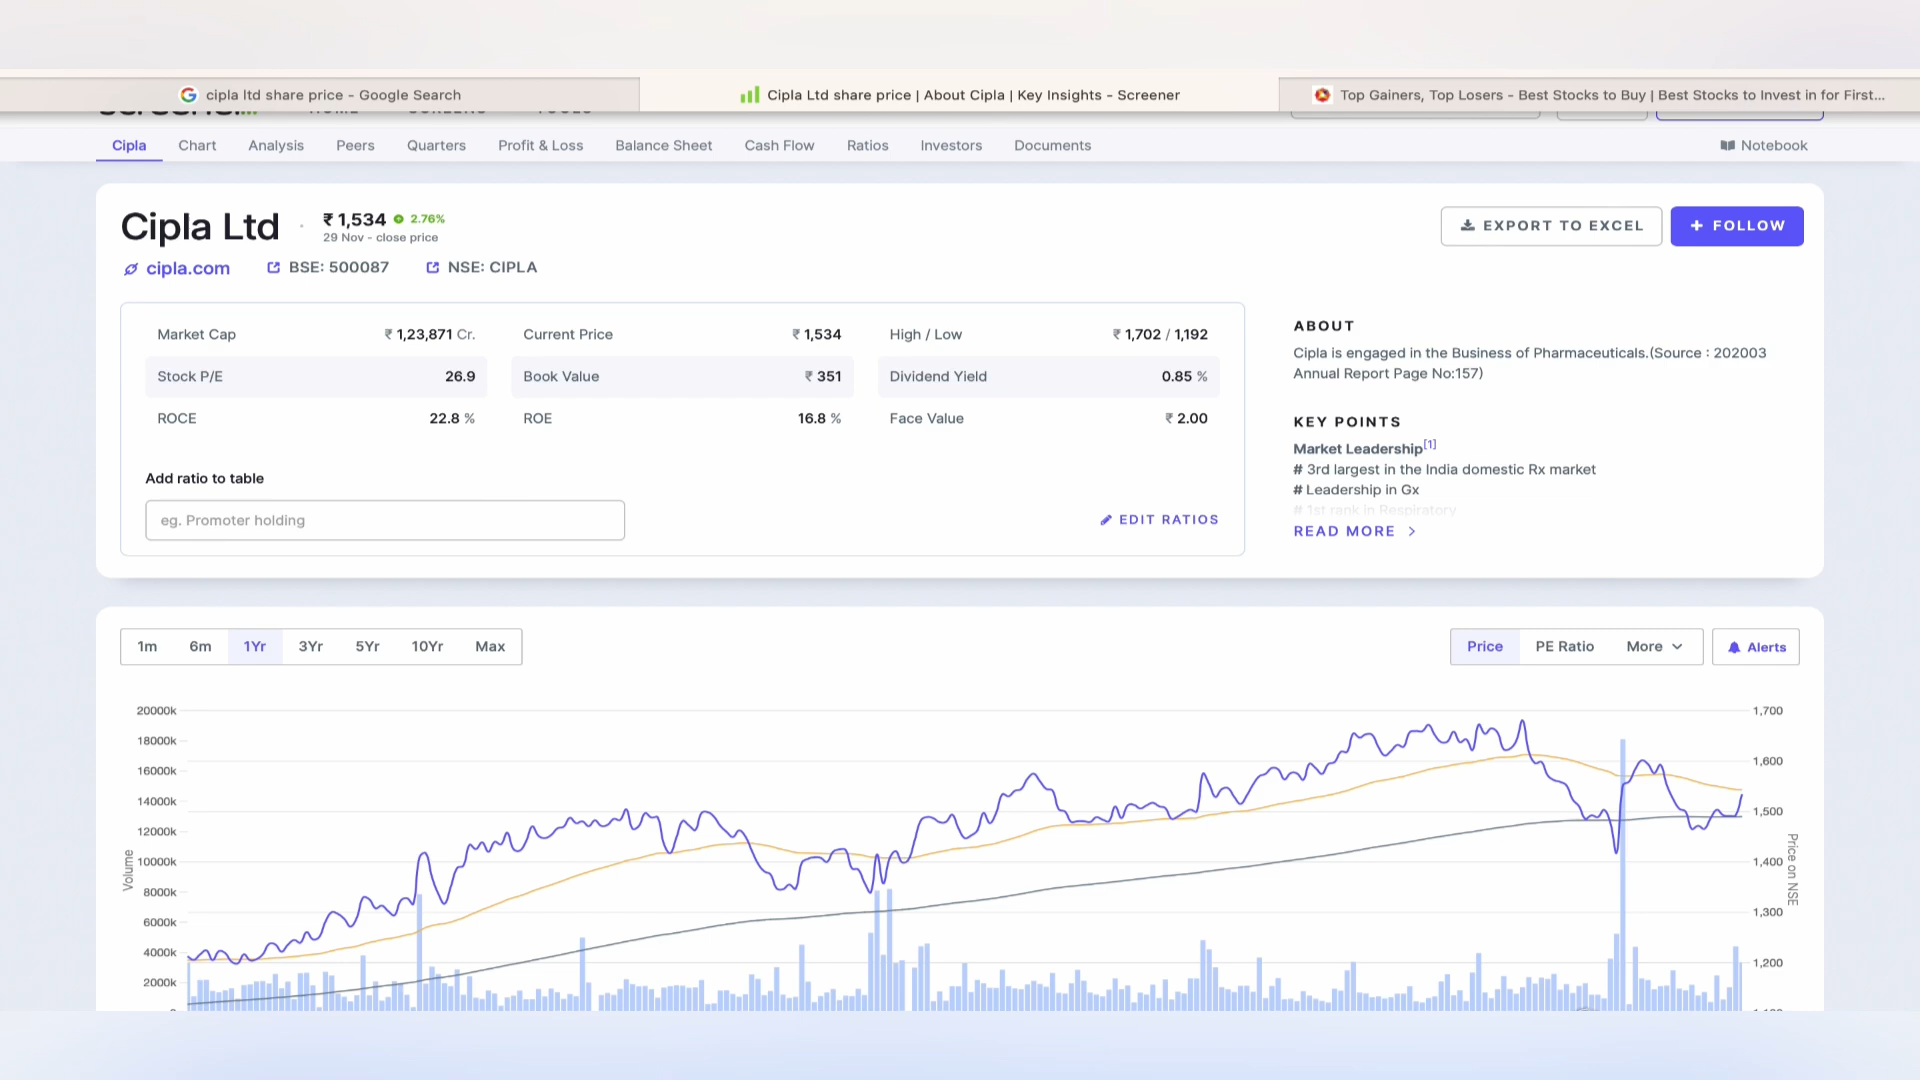 cipla ltd share price - Google Search
Cipla Ltd share price | About Cipla | Key Insights - Screener
Top Gainers, Top Losers - Best Stocks to Buy | Best Stocks to Invest in for First...
Cipla
Chart
Analysis
Peers
Quarters
Profit & Loss
Balance Sheet
Cash Flow
Ratios
Investors
Documents
Notebook
Cipla Ltd
₹ 1,534 2.76%
29 Nov - close price
EXPORT TO EXCEL
+ FOLLOW
cipla.com
BSE: 500087
NSE: CIPLA
Market Cap ₹ 1,23,871 Cr.
Current Price ₹ 1,534
High / Low ₹ 1,702 / 1,192
Stock P/E 26.9
Book Value ₹ 351
Dividend Yield 0.85 %
ROCE 22.8 %
ROE 16.8 %
Face Value ₹ 2.00
Add ratio to table
eg. Promoter holding
EDIT RATIOS
ABOUT
Cipla is engaged in the Business of Pharmaceuticals.(Source : 202003
Annual Report Page No:157)
KEY POINTS
Market Leadership[1]
# 3rd largest in the India domestic Rx market
# Leadership in Gx
# 1st rank in Respiratory
READ MORE >
1m
6m
1Yr
3Yr
5Yr
10Yr
Max
Price
PE Ratio
More
Alerts
20000k
18000k
16000k
14000k
12000k
10000k
8000k
6000k
4000k
2000k
Volume
1,700
1,600
1,500
1,400
1,300
1,200
Price on NSE